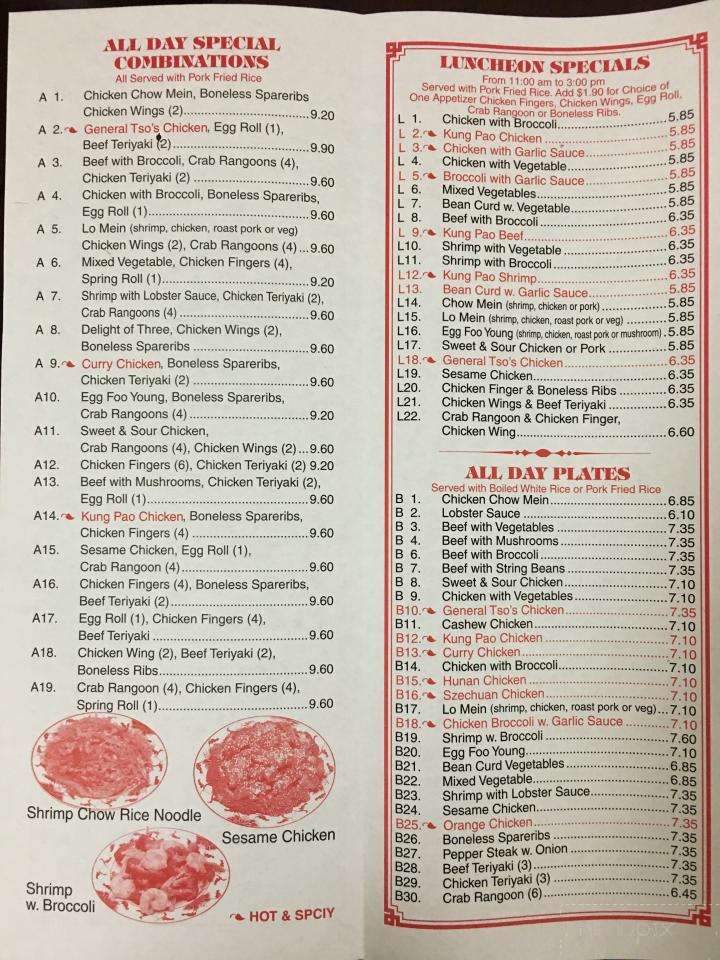 ALL DAY SPECIAL
COMBINATIONS
All Served with Pork Fried Rice
A 1. Chicken Chow Mein, Boneless Spareribs
Chicken Wings (2)....9.20
A 2. General Tso's Chicken, Egg Roll (1),
Beef Teriyaki (2)....9.90
A 3. Beef with Broccoli, Crab Rangoons (4),
Chicken Teriyaki (2)....9.60
A 4. Chicken with Broccoli, Boneless Spareribs,
Egg Roll (1)....9.60
A 5. Lo Mein (shrimp, chicken, roast pork or veg)
Chicken Wings (2), Crab Rangoons (4)...9.60
A 6. Mixed Vegetable, Chicken Fingers (4),
Spring Roll (1)....9.20
A 7. Shrimp with Lobster Sauce, Chicken Teriyaki (2),
Crab Rangoons (4)....9.60
A 8. Delight of Three, Chicken Wings (2),
Boneless Spareribs....9.60
A 9. Curry Chicken, Boneless Spareribs,
Chicken Teriyaki (2)....9.60
A10. Egg Foo Young, Boneless Spareribs,
Crab Rangoons (4)....9.20
A11. Sweet & Sour Chicken,
Crab Rangoons (4), Chicken Wings (2)...9.60
A12. Chicken Fingers (6), Chicken Teriyaki (2) 9.20
A13. Beef with Mushrooms, Chicken Teriyaki (2),
Egg Roll (1)....9.60
A14. Kung Pao Chicken, Boneless Spareribs,
Chicken Fingers (4)....9.60
A15. Sesame Chicken, Egg Roll (1),
Crab Rangoon (4)....9.60
A16. Chicken Fingers (4), Boneless Spareribs,
Beef Teriyaki (2)....9.60
A17. Egg Roll (1), Chicken Fingers (4),
Beef Teriyaki....9.60
A18. Chicken Wing (2), Beef Teriyaki (2),
Boneless Ribs....9.60
A19. Crab Rangoon (4), Chicken Fingers (4),
Spring Roll (1)....9.60
Shrimp Chow Rice Noodle
Sesame Chicken
Shrimp
w. Broccoli
HOT & SPCIY
LUNCHEON SPECIALS
From 11:00 am to 3:00 pm
Served with Pork Fried Rice. Add $1.90 for Choice of
One Appetizer Chicken Fingers, Chicken Wings, Egg Roll,
Crab Rangoon or Boneless Ribs.
L 1. Chicken with Broccoli....5.85
L 2. Kung Pao Chicken....5.85
L 3. Chicken with Garlic Sauce....5.85
L 4. Chicken with Vegetable....5.85
L 5. Broccoli with Garlic Sauce....5.85
L 6. Mixed Vegetables....5.85
L 7. Bean Curd w. Vegetable....5.85
L 8. Beef with Broccoli....6.35
L 9. Kung Pao Beef....6.35
L10. Shrimp with Vegetable....6.35
L11. Shrimp with Broccoli....6.35
L12. Kung Pao Shrimp....6.35
L13. Bean Curd w. Garlic Sauce....5.85
L14. Chow Mein (shrimp, chicken or pork)....5.85
L15. Lo Mein (shrimp, chicken, roast pork or veg)....5.85
L16. Egg Foo Young (shrimp, chicken, roast pork or mushroom).5.85
L17. Sweet & Sour Chicken or Pork....5.85
L18. General Tso's Chicken....6.35
L19. Sesame Chicken....6.35
L20. Chicken Finger & Boneless Ribs....6.35
L21. Chicken Wings & Beef Teriyaki....6.35
L22. Crab Rangoon & Chicken Finger,
Chicken Wing....6.60
ALL DAY PLATES
Served with Boiled White Rice or Pork Fried Rice
B 1. Chicken Chow Mein....6.85
B 2. Lobster Sauce....6.10
B 3. Beef with Vegetables....7.35
B 4. Beef with Mushrooms....7.35
B 6. Beef with Broccoli....7.35
B 7. Beef with String Beans....7.35
B 8. Sweet & Sour Chicken....7.10
B 9. Chicken with Vegetables....7.10
B10. General Tso's Chicken....7.35
B11. Cashew Chicken....7.10
B12. Kung Pao Chicken....7.10
B13. Curry Chicken....7.10
B14. Chicken with Broccoli....7.10
B15. Hunan Chicken....7.10
B16. Szechuan Chicken....7.10
B17. Lo Mein (shrimp, chicken, roast pork or veg)...7.10
B18. Chicken Broccoli w. Garlic Sauce....7.10
B19. Shrimp w. Broccoli....7.60
B20. Egg Foo Young....7.10
B21. Bean Curd Vegetables....6.85
B22. Mixed Vegetable....6.85
B23. Shrimp with Lobster Sauce....7.35
B24. Sesame Chicken....7.35
B25. Orange Chicken....7.35
B26. Boneless Spareribs....7.35
B27. Pepper Steak w. Onion....7.35
B28. Beef Teriyaki (3)....7.35
B29. Chicken Teriyaki (3)....7.35
B30. Crab Rangoon (6)....6.45